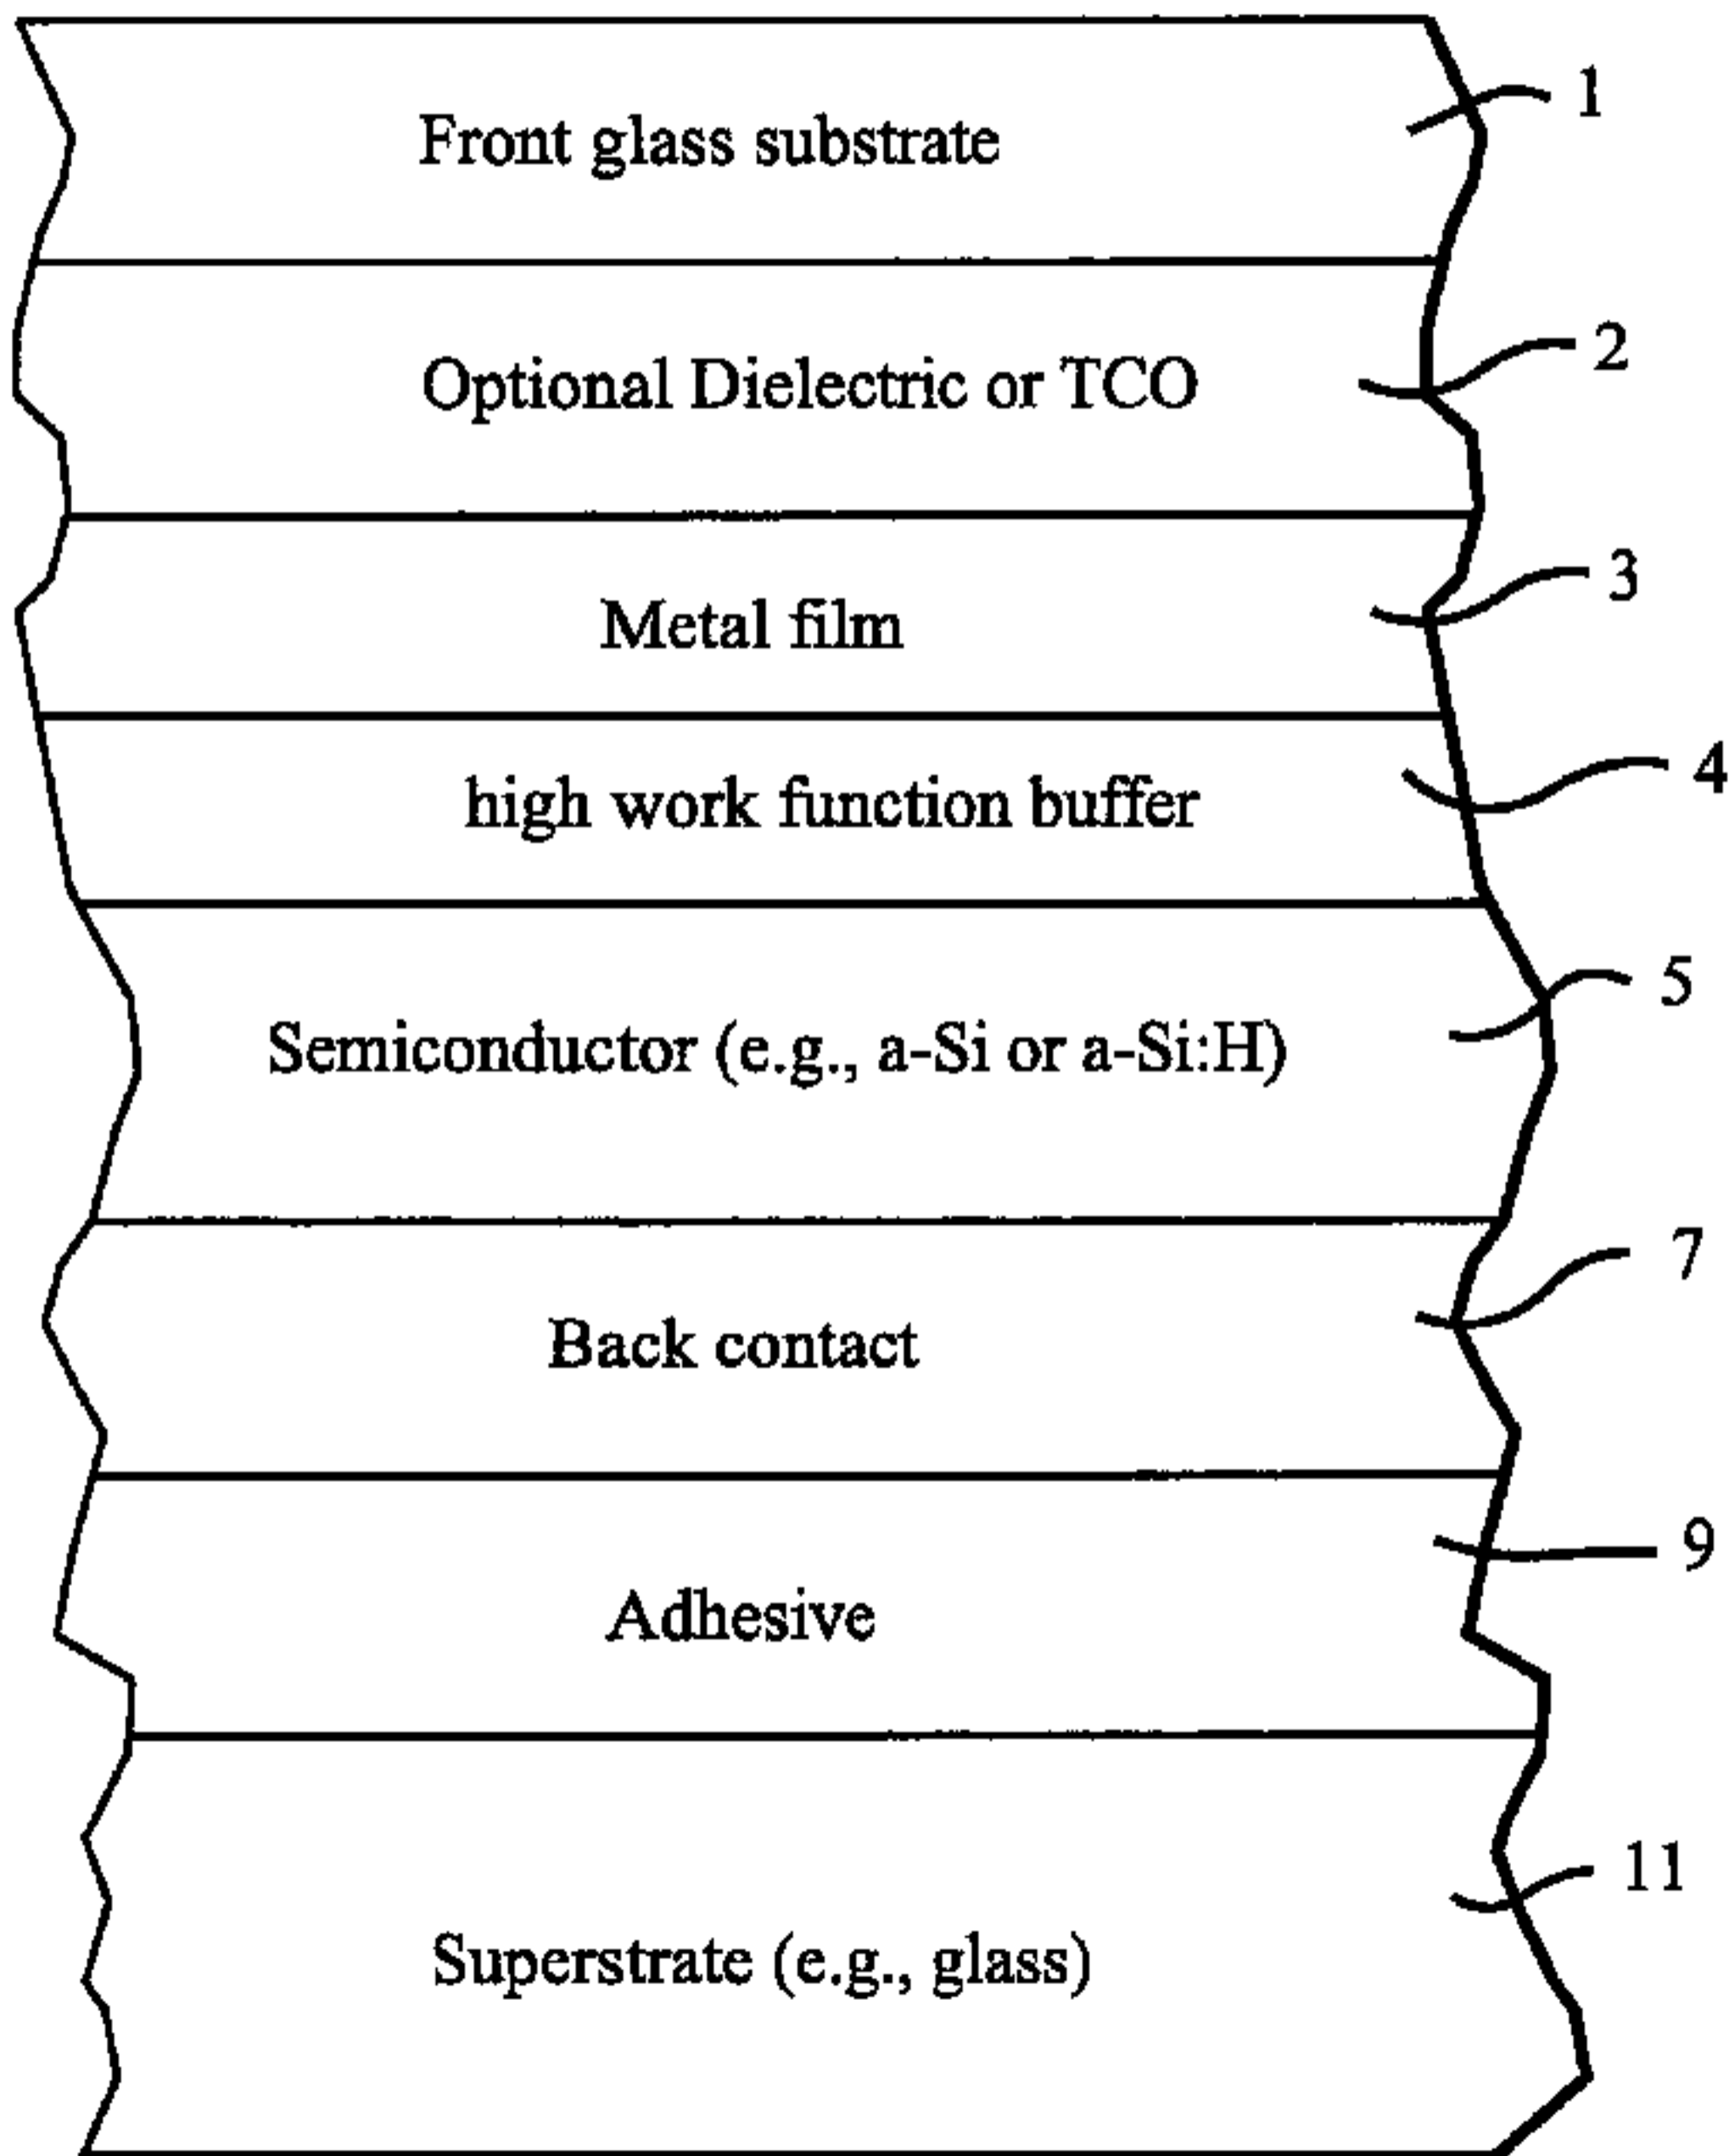 Front glass substrate 1
Optional Dielectric or TCO 2
Metal film 3
high work function buffer 4
Semiconductor (e.g., a-Si or a-Si:H) 5
Back contact 7
Adhesive 9
Superstrate (e.g., glass) 11